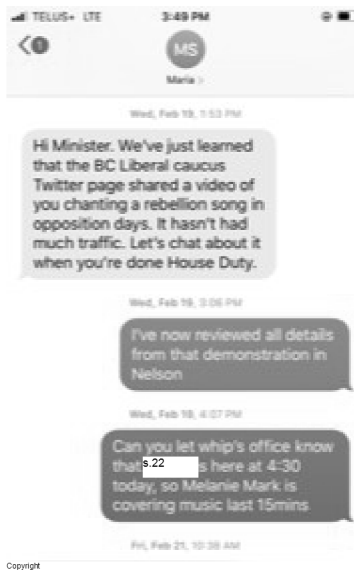 TELUS+ LTE 3:49 PM
1
MS
Maria >
Wed, Feb 19, 1:53 PM
Hi Minister. We've just learned
that the BC Liberal caucus
Twitter page shared a video of
you chanting a rebellion song in
opposition days. It hasn't had
much traffic. Let's chat about it
when you're done House Duty.
Wed, Feb 19, 3:06 PM
I've now reviewed all details
from that demonstration in
Nelson
Wed, Feb 19, 4:07 PM
Can you let whip's office know
that s.22 s here at 4:30
today, so Melanie Mark is
covering music last 15mins
Fri, Feb 21, 10:38 AM
Copyright